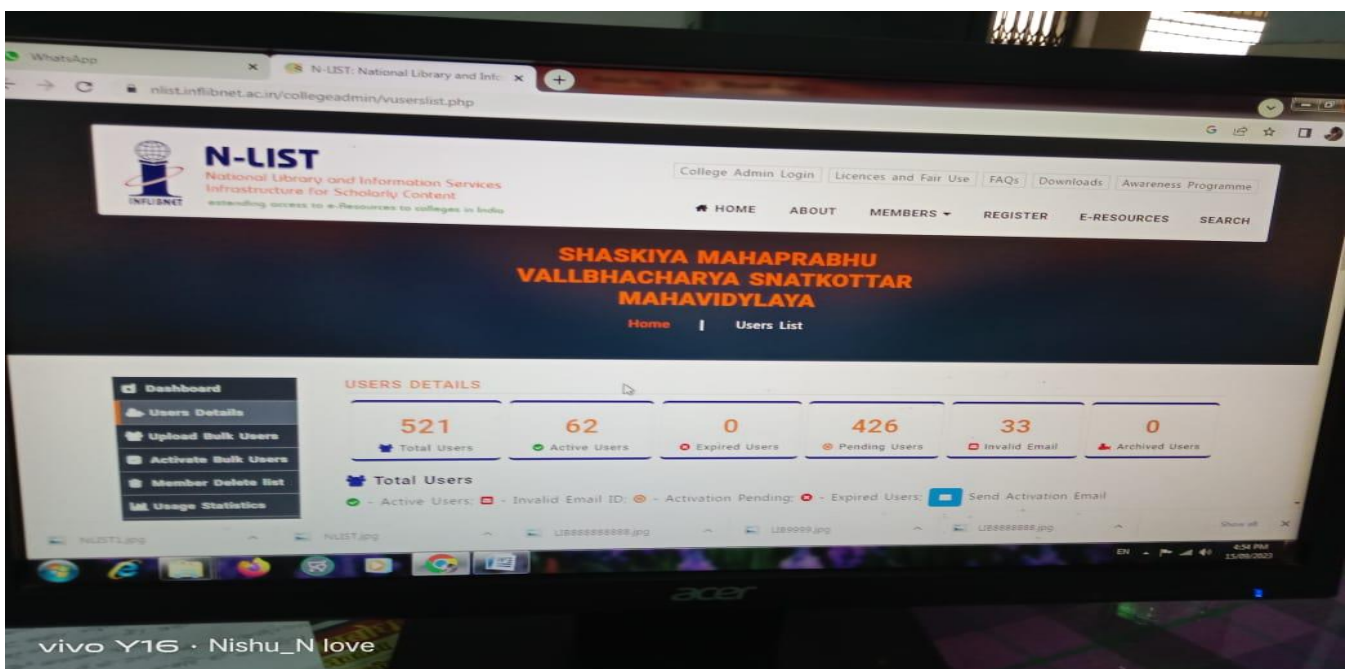 WhatsApp
N-LIST: National Library and Info
nlist.inflibnet.ac.in/collegeadmin/vuserslist.php
N-LIST
National Library and Information Services
Infrastructure for Scholarly Content
extending access to e-Resources to colleges in India
INFLIBNET
College Admin Login Licences and Fair Use FAQs Downloads Awareness Programme
HOME ABOUT MEMBERS REGISTER E-RESOURCES SEARCH
SHASKIYA MAHAPRABHU
VALLBHACHARYA SNATKOTTAR
MAHAVIDYLAYA
Home | Users List
Dashboard
Users Details
Upload Bulk Users
Activate Bulk Users
Member Delete list
Usage Statistics
USERS DETAILS
521 62 0 426 33 0
Total Users Active Users Expired Users Pending Users Invalid Email Archived Users
Total Users
- Active Users; - Invalid Email ID; - Activation Pending; - Expired Users; Send Activation Email
NLIST1.jpg NLIST.jpg LIB9999.jpg Show all
EN 4:54 PM
15/09/2023
acer
vivo Y16 · Nishu_N love